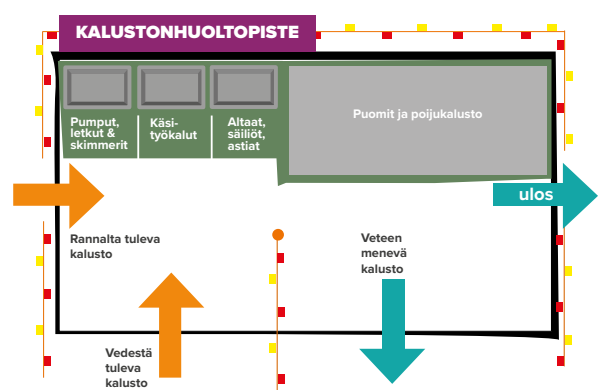 KALUSTONHUOLTOPISTE
Pumput,
letkut &
skimmerit
Käsi-
työkalut
Altaat,
säiliöt,
astiat
Puomit ja poijukalusto
ulos
Rannalta tuleva
kalusto
Veteen
menevä
kalusto
Vedestä
tuleva
kalusto